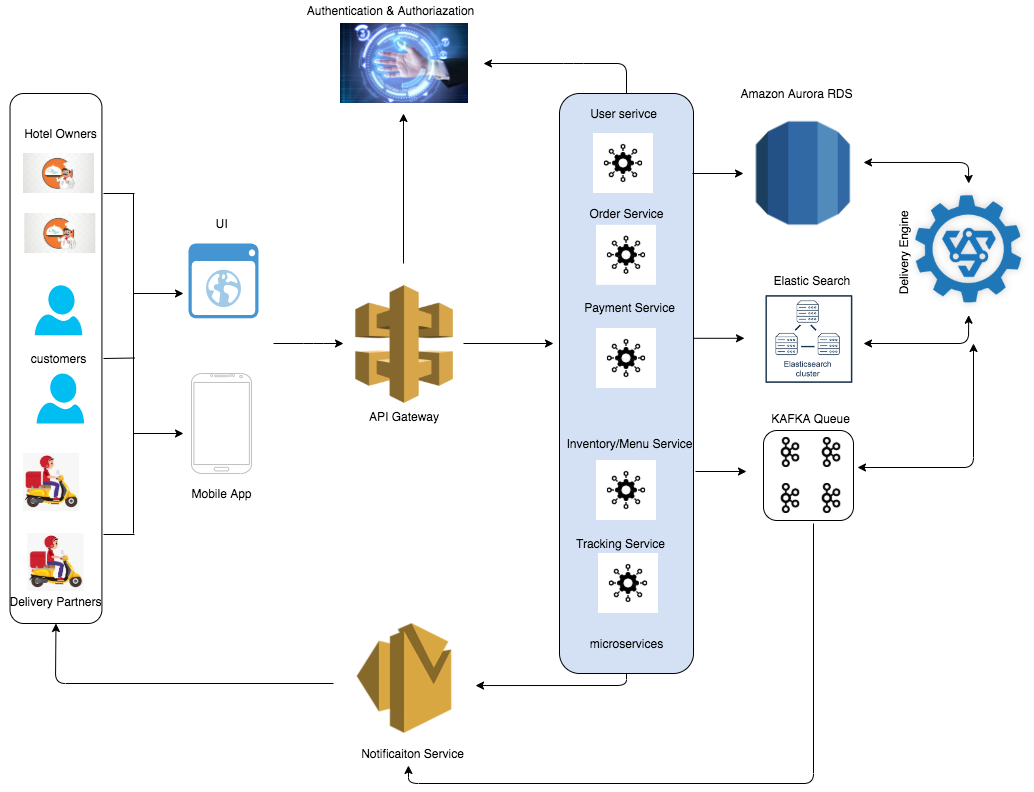 Authentication & Authoriazation
Amazon Aurora RDS
User serivce
Hotel Owners
Order Service
UI
Delivery Engine
Elastic Search
Payment Service
customers
Elasticsearch
cluster
API Gateway
KAFKA Queue
Inventory/Menu Service
Mobile App
Tracking Service
Delivery Partners
microservices
Notificaiton Service